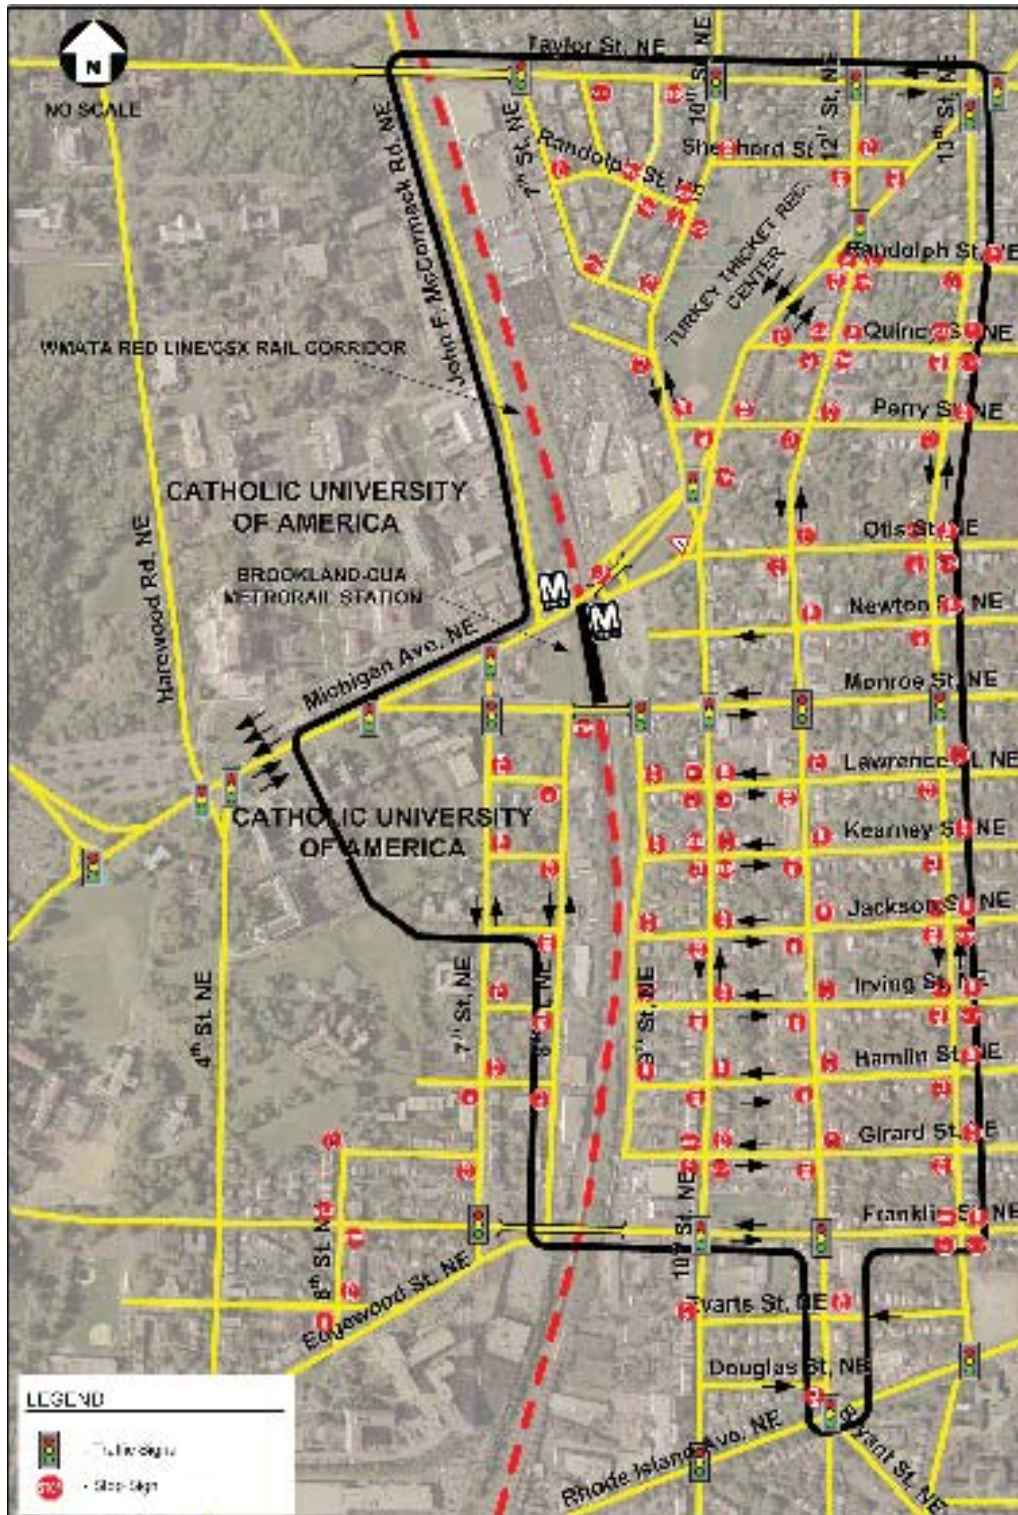 Taylor St, NE
10th St, NE
12th St, NE
13th St, NE
N
NO SCALE
John F. McCormack Rd, NE
7th St, NE
Randolph St, NE
Shepherd St
TURKEY THICKET REC.
CENTER
Randolph St, NE
WMATA RED LINE/CSX RAIL CORRIDOR
Quincy St, NE
Perry St, NE
CATHOLIC UNIVERSITY
OF AMERICA
Harewood Rd, NE
Otis St, NE
BROOKLAND-CUA
METRORAIL STATION
M
M
Newton St, NE
Michigan Ave, NE
Monroe St, NE
Lawrence St, NE
CATHOLIC UNIVERSITY
OF AMERICA
Kearney St, NE
Jackson St, NE
4th St, NE
7th St, NE
8th St, NE
9th St, NE
Irving St, NE
Hamlin St, NE
Girard St, NE
6th St, NE
10th St, NE
Franklin St, NE
Edgewood St, NE
Evarts St, NE
Douglas St, NE
Rhode Island Ave, NE
Bryant St, NE
LEGEND
- Traffic Signal
STOP - Stop Sign